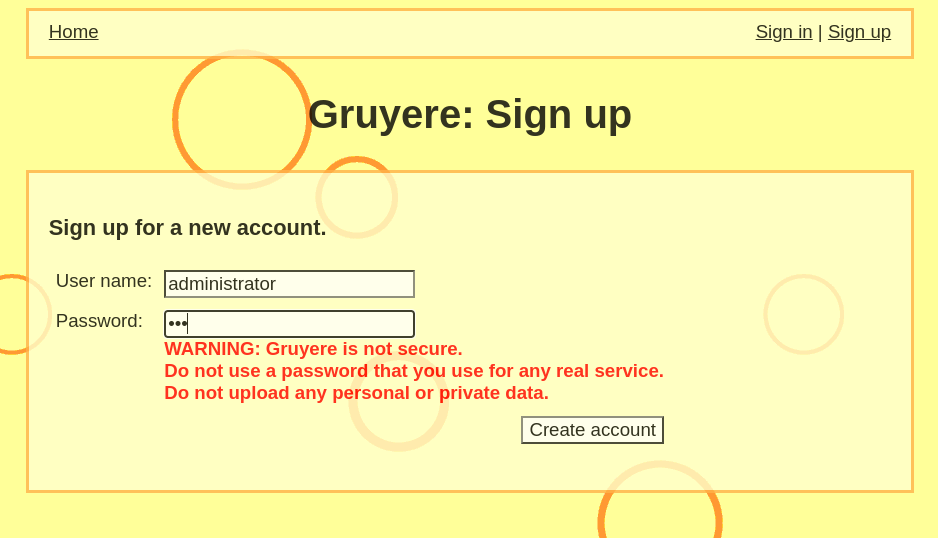 Home
Sign in | Sign up
Gruyere: Sign up
Sign up for a new account.
User name: administrator
Password: •••
WARNING: Gruyere is not secure.
Do not use a password that you use for any real service.
Do not upload any personal or private data.
Create account